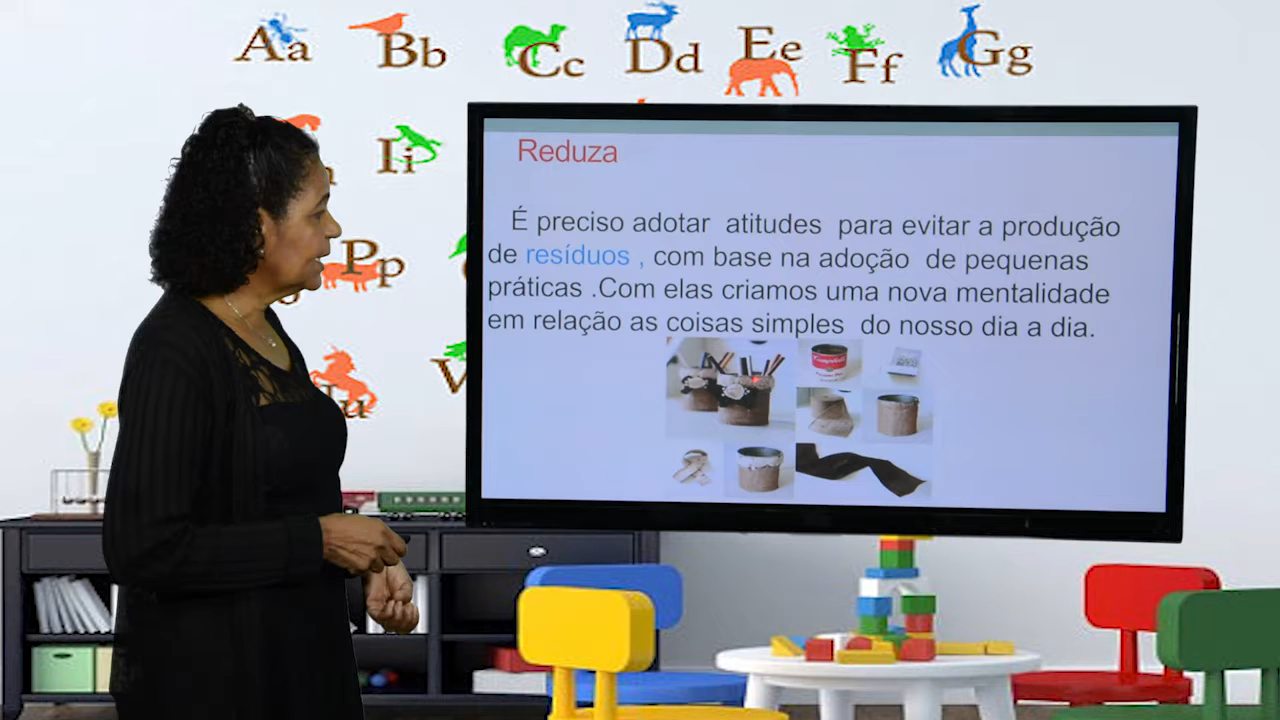 Aa Bb Cc Dd Ee Ff Gg
Ii
Pp
Reduza
É preciso adotar atitudes para evitar a produção
de resíduos , com base na adoção de pequenas
práticas .Com elas criamos uma nova mentalidade
em relação as coisas simples do nosso dia a dia.
Campbell's